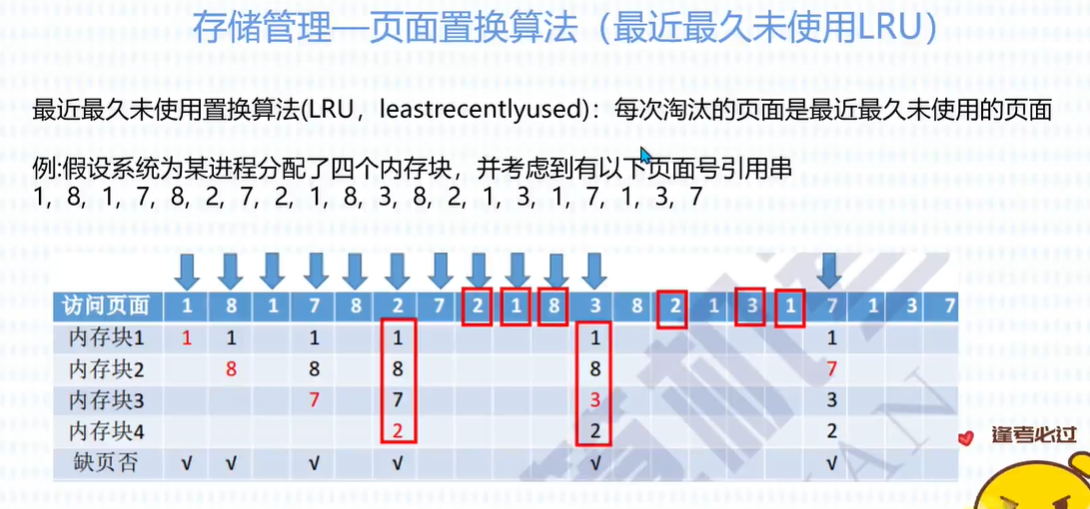 存储管理—页面置换算法（最近最久未使用LRU）
最近最久未使用置换算法(LRU，leastrecentlyused)：每次淘汰的页面是最近最久未使用的页面
例:假设系统为某进程分配了四个内存块，并考虑到有以下页面号引用串
1, 8, 1, 7, 8, 2, 7, 2, 1, 8, 3, 8, 2, 1, 3, 1, 7, 1, 3, 7
访问页面 1 8 1 7 8 2 7 2 1 8 3 8 2 1 3 1 7 1 3 7
内存块1 1 1 1 1 1 1
内存块2 8 8 8 8 7
内存块3 7 7 3 3
内存块4 2 2 2
缺页否 √ √ √ √ √ √
逢考必过